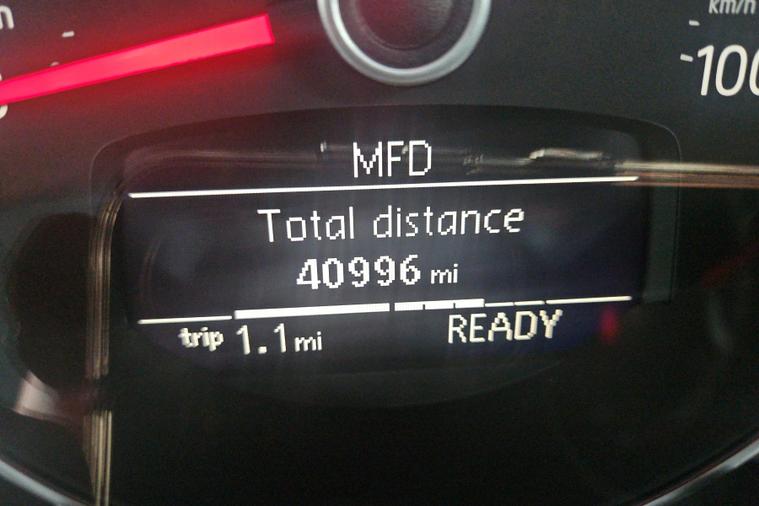 km/h
100
MFD
Total distance
40996 mi
trip 1.1 mi
READY